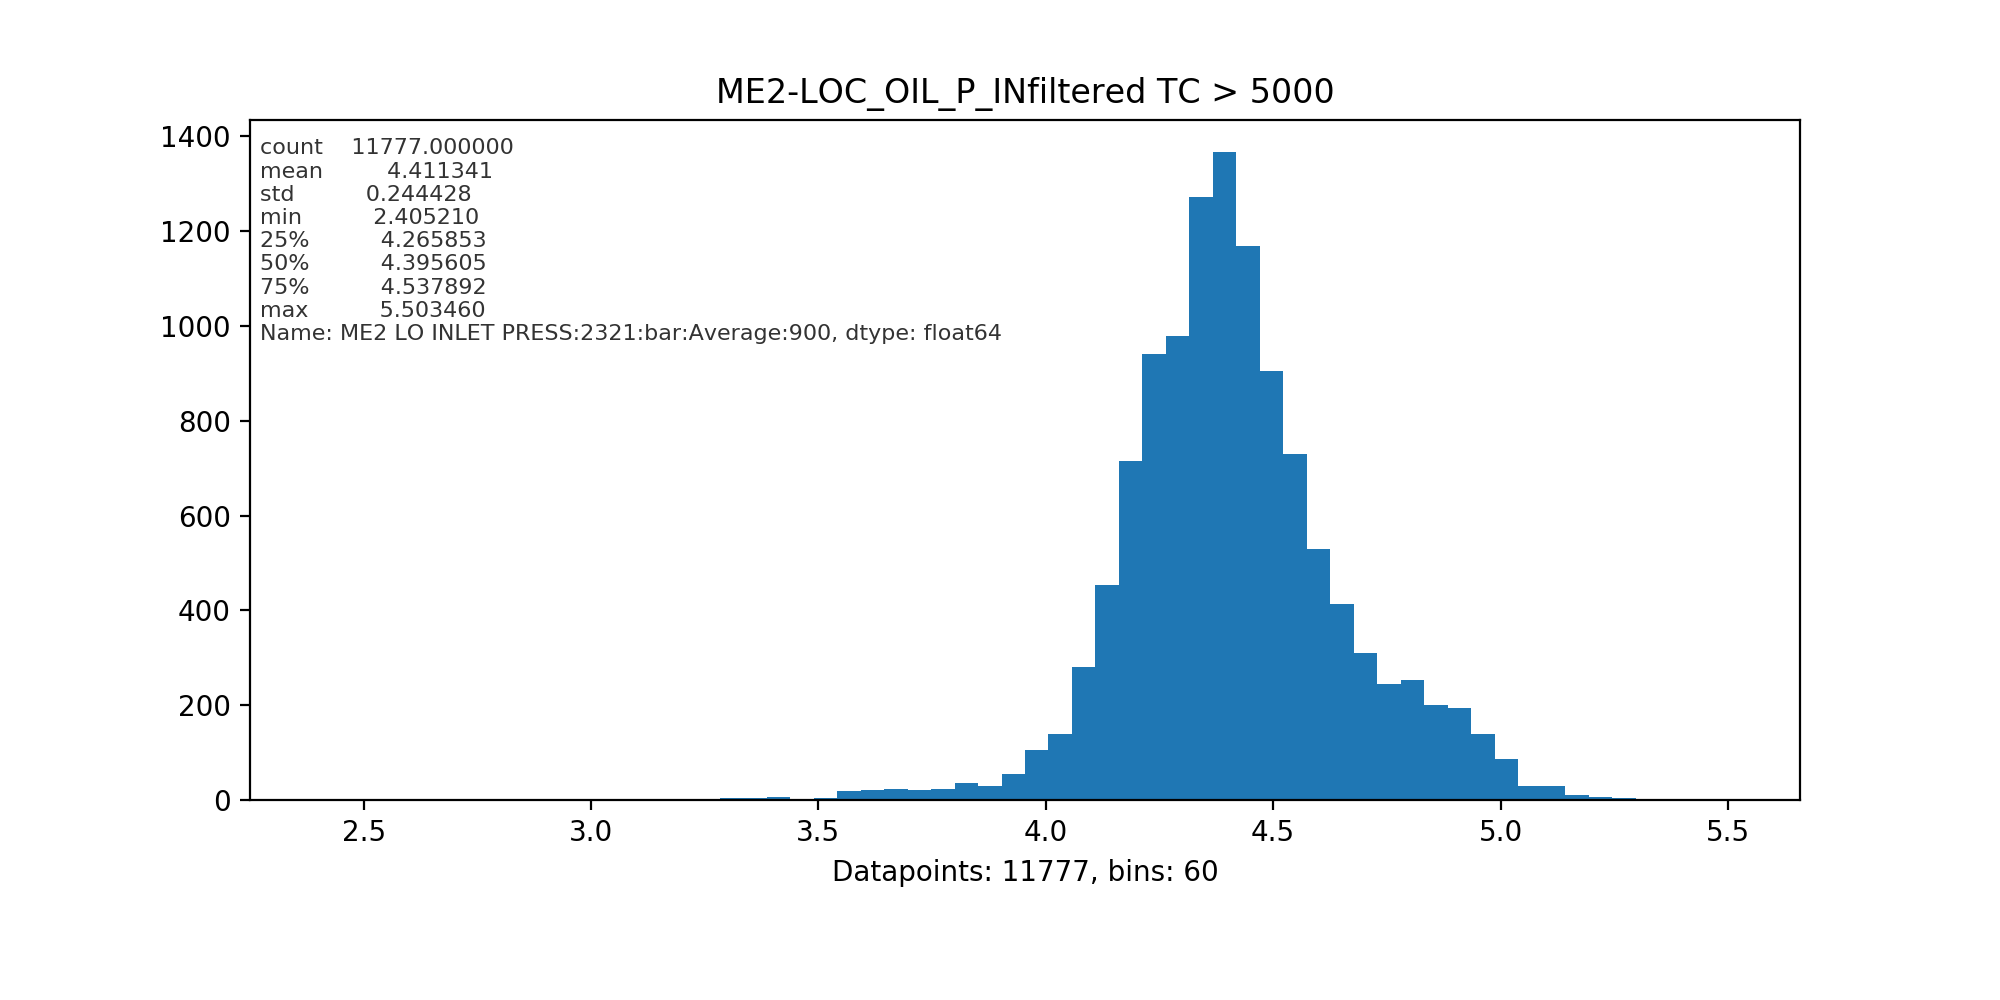 ME2-LOC_OIL_P_INfiltered TC > 5000
1400
1200
1000
800
600
400
200
0
count 11777.000000
mean 4.411341
std 0.244428
min 2.405210
25% 4.265853
50% 4.395605
75% 4.537892
max 5.503460
Name: ME2 LO INLET PRESS:2321:bar:Average:900, dtype: float64
2.5 3.0 3.5 4.0 4.5 5.0 5.5
Datapoints: 11777, bins: 60